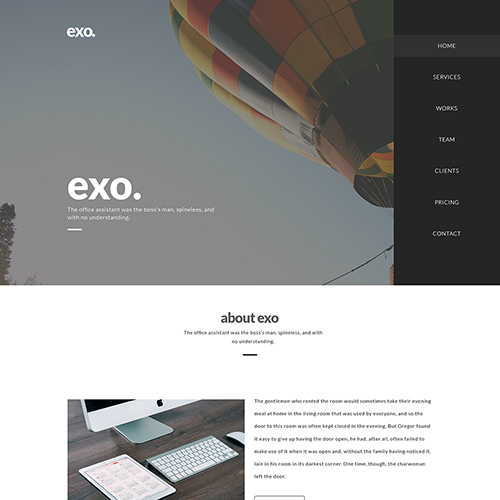 exo.
HOME
SERVICES
WORKS
TEAM
CLIENTS
PRICING
CONTACT
exo.
The office assistant was the boss's man, spineless, and
with no understanding.
about exo
The office assistant was the boss's man, spineless, and with
no understanding.
The gentlemen who rented the room would sometimes take their evening
meal at home in the living room that was used by everyone, and so the
door to this room was often kept closed in the evening. But Gregor found
it easy to give up having the door open, he had, after all, often failed to
make use of it when it was open and, without the family having noticed it,
lain in his room in its darkest corner. One time, though, the charwoman
left the door.